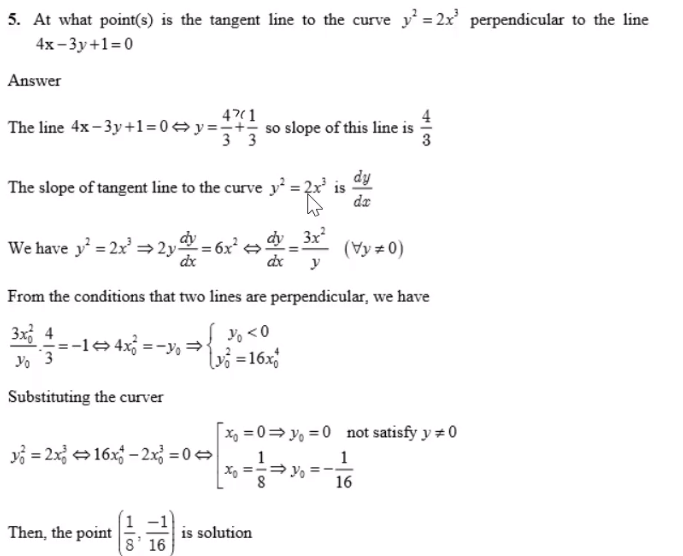 5. At what point(s) is the tangent line to the curve y² = 2x³ perpendicular to the line
4x − 3y + 1 = 0
Answer
The line 4x − 3y + 1 = 0 ⇔ y = 4x/3 + 1/3 so slope of this line is 4/3
The slope of tangent line to the curve y² = 2x³ is dy/dx
We have y² = 2x³ ⇒ 2y dy/dx = 6x² ⇔ dy/dx = 3x²/y (∀y ≠ 0)
From the conditions that two lines are perpendicular, we have
3x₀²/y₀ . 4/3 = −1 ⇔ 4x₀² = −y₀ ⇒ { y₀ < 0
y₀² = 16x₀⁴
Substituting the curver
y₀² = 2x₀³ ⇔ 16x₀⁴ − 2x₀³ = 0 ⇔ [ x₀ = 0 ⇒ y₀ = 0 not satisfy y ≠ 0
x₀ = 1/8 ⇒ y₀ = −1/16
Then, the point (1/8, −1/16) is solution